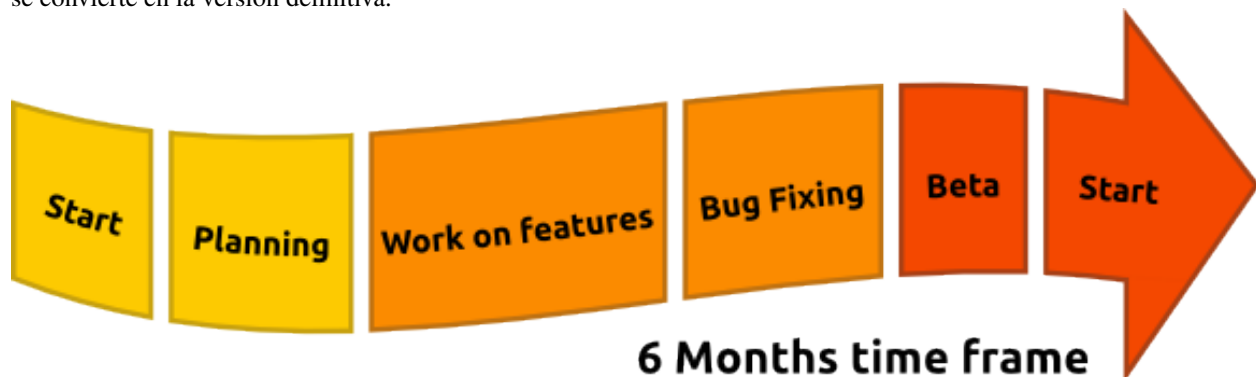 se convierte en la versión definitiva.
Start
Planning
Work on features
Bug Fixing
Beta
Start
6 Months time frame